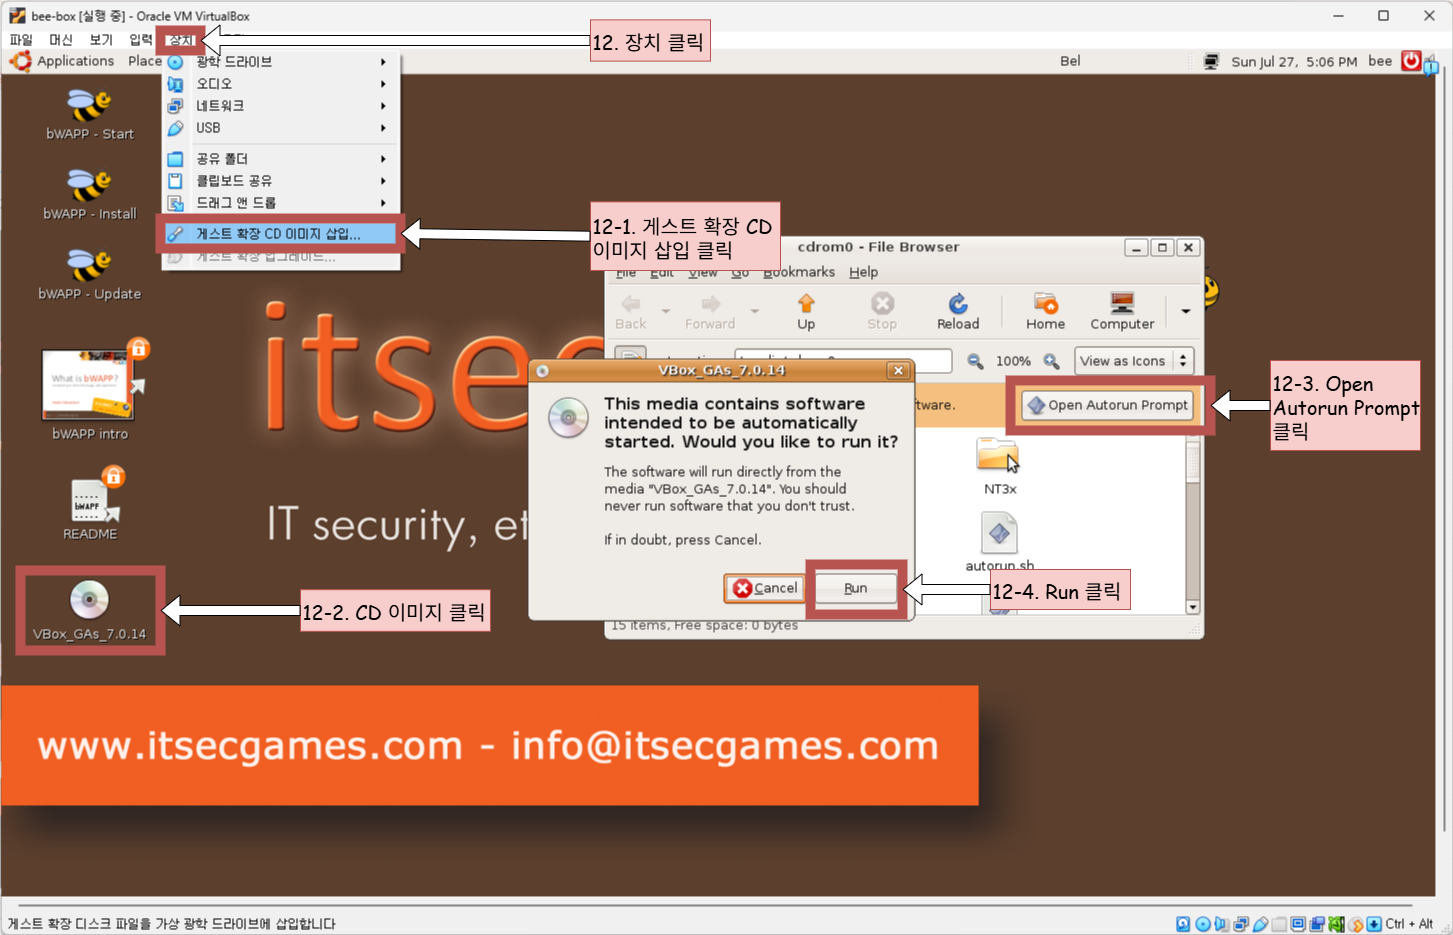 bee-box [실행 중] - Oracle VM VirtualBox
파일 머신 보기 입력 장치
12. 장치 클릭
Applications Place
Bel
Sun Jul 27, 5:06 PM bee
광학 드라이브
오디오
네트워크
USB
공유 폴더
클립보드 공유
드래그 앤 드롭
게스트 확장 CD 이미지 삽입...
게스트 확장 업그레이드...
12-1. 게스트 확장 CD
이미지 삽입 클릭
bWAPP - Start
bWAPP - Install
bWAPP - Update
What is bWAPP?
bWAPP intro
bWAPP
README
VBox_GAs_7.0.14
12-2. CD 이미지 클릭
itsec
IT security, et
cdrom0 - File Browser
File Edit View Go Bookmarks Help
Back Forward Up Stop Reload Home Computer
100% View as Icons
tware. Open Autorun Prompt
12-3. Open
Autorun Prompt
클릭
NT3x
autorun.sh
15 items, Free space: 0 bytes
VBox_GAs_7.0.14
This media contains software
intended to be automatically
started. Would you like to run it?
The software will run directly from the
media "VBox_GAs_7.0.14". You should
never run software that you don't trust.
If in doubt, press Cancel.
Cancel Run
12-4. Run 클릭
www.itsecgames.com - info@itsecgames.com
게스트 확장 디스크 파일을 가상 광학 드라이브에 삽입합니다
Ctrl + Alt